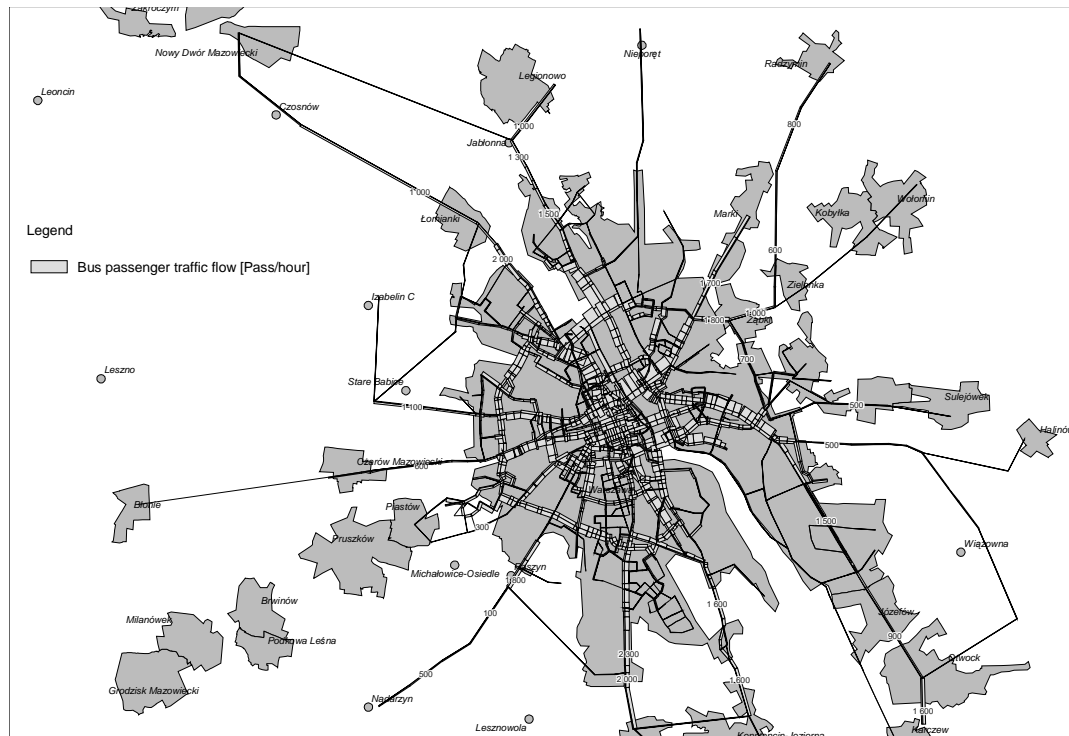 Zakroczym
Nowy Dwór Mazowiecki
Leoncin
Czosnów
Legionowo
Nieporęt
Radzymin
1 000
Jabłonna
1 300
800
1 000
Łomianki
1 500
Marki
Kobyłka
Wołomin
Legend
Bus passenger traffic flow [Pass/hour]
2 000
600
1 700
Zielonka
Izabelin C
1 000
1 800
Ząbki
700
Leszno
Stare Babice
1 100
500
Sulejówek
500
Halinów
Ożarów Mazowiecki
600
Błonie
Warszawa
Piastów
300
Pruszków
1 500
Wiązowna
Michałowice-Osiedle
Raszyn
1 800
Brwinów
100
1 600
Józefów
Milanówek
Podkowa Leśna
900
2 300
Otwock
500
2 000
1 600
Grodzisk Mazowiecki
Nadarzyn
Lesznowola
1 600
Karczew
Konstancin-Jeziorna